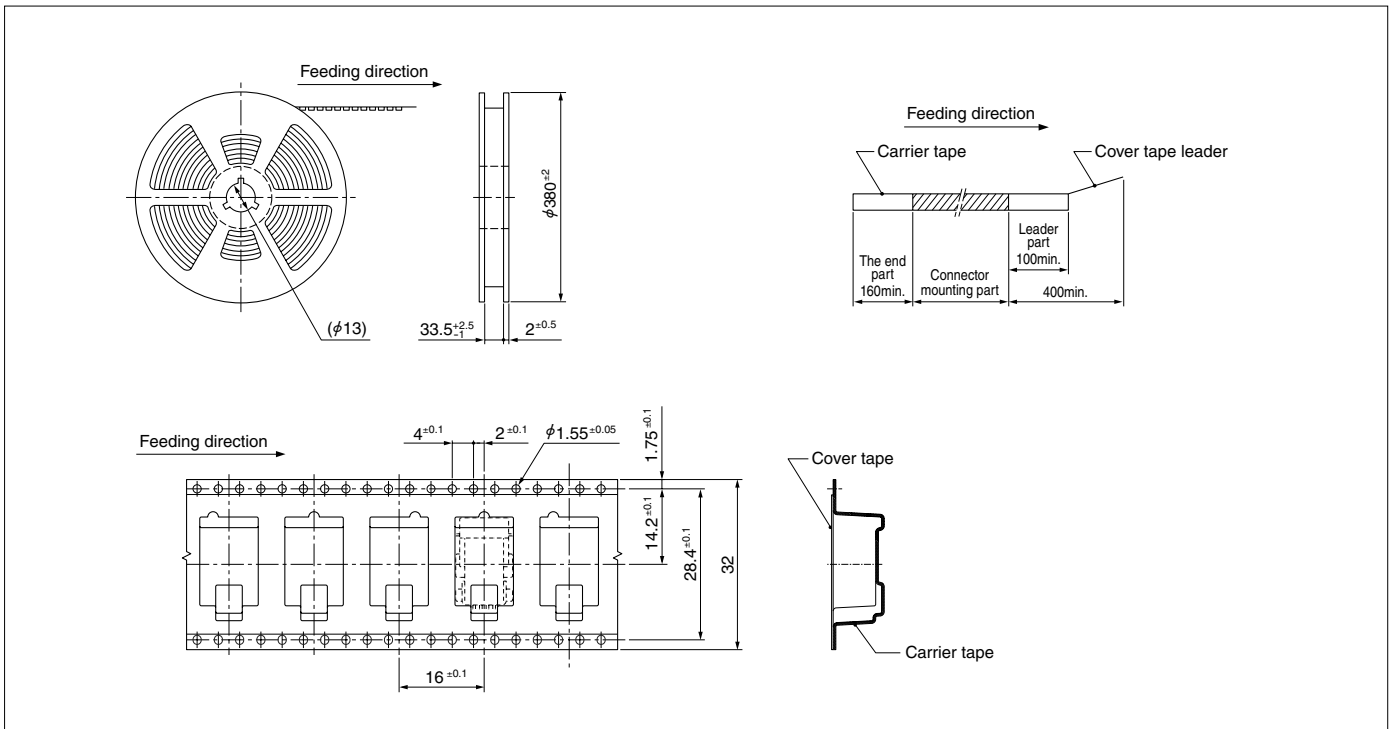 Feeding direction
φ380±2
(φ13)
33.5+2.5-1
2±0.5
Feeding direction
Carrier tape
Cover tape leader
Leader
part
100min.
The end
part
160min.
Connector
mounting part
400min.
Feeding direction
4±0.1
2±0.1
φ1.55±0.05
1.75±0.1
14.2±0.1
28.4±0.1
32
16±0.1
Cover tape
Carrier tape